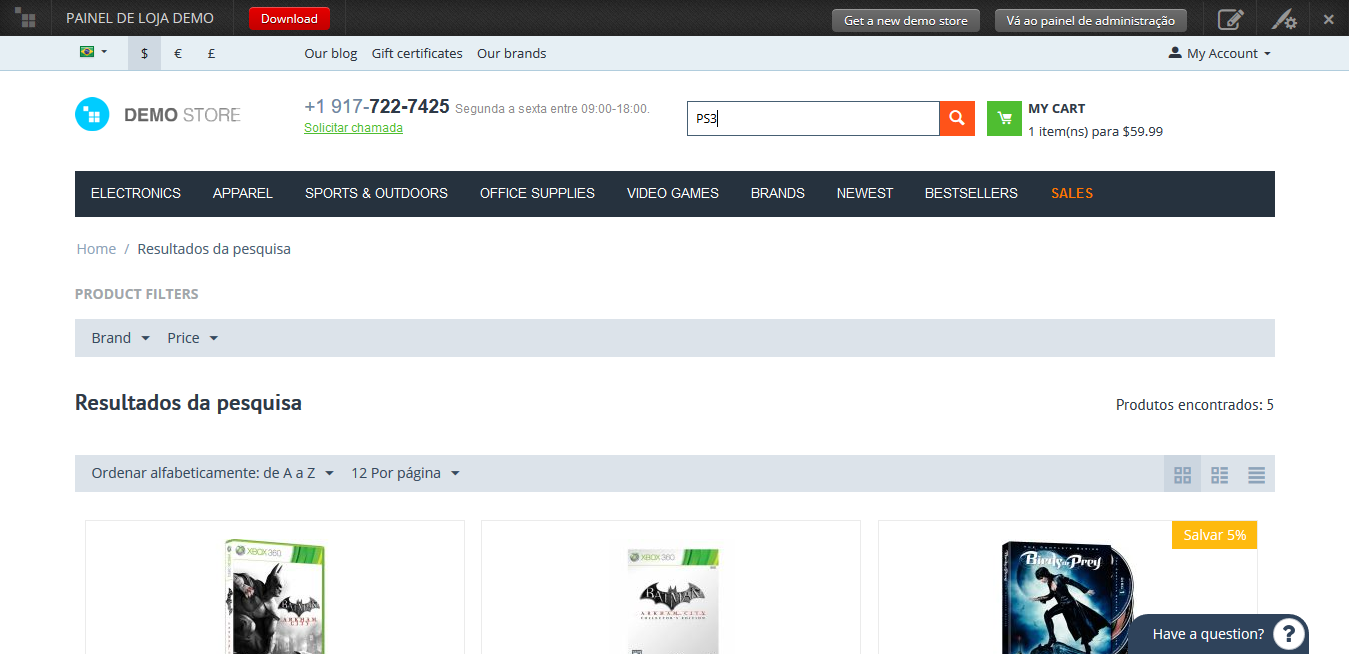 PAINEL DE LOJA DEMO Download Get a new demo store Vá ao painel de administração
$ € £ Our blog Gift certificates Our brands My Account
DEMO STORE
+1 917-722-7425 Segunda a sexta entre 09:00-18:00.
Solicitar chamada
PS3
MY CART
1 item(ns) para $59.99
ELECTRONICS APPAREL SPORTS & OUTDOORS OFFICE SUPPLIES VIDEO GAMES BRANDS NEWEST BESTSELLERS SALES
Home / Resultados da pesquisa
PRODUCT FILTERS
Brand Price
Resultados da pesquisa
Produtos encontrados: 5
Ordenar alfabeticamente: de A a Z 12 Por página
XBOX 360
BATMAN
ARKHAM
CITY
XBOX 360
BATMAN
ARKHAM CITY
COLLECTOR'S EDITION
Salvar 5%
THE COMPLETE SERIES
Birds of Prey
Have a question? ?